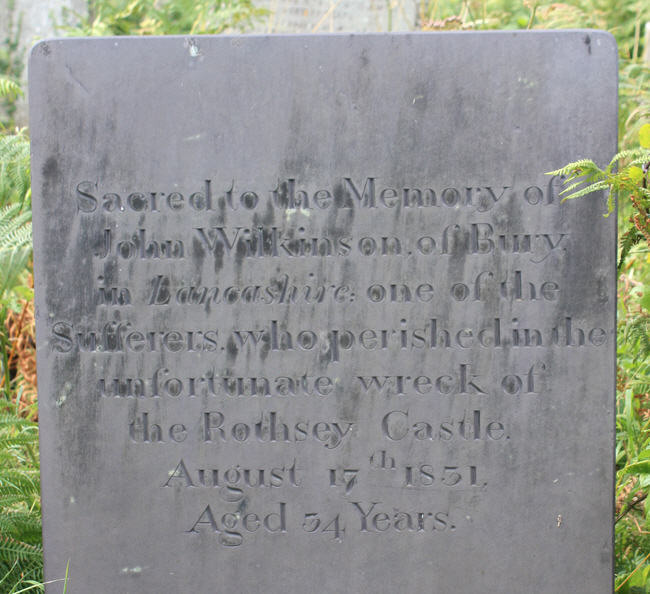 Sacred to the Memory of
John Wilkinson, of Bury,
in Lancashire: one of the
Sufferers, who perished in the
unfortunate wreck of
the Rothsey Castle,
August 17th 1831,
Aged 34 Years.